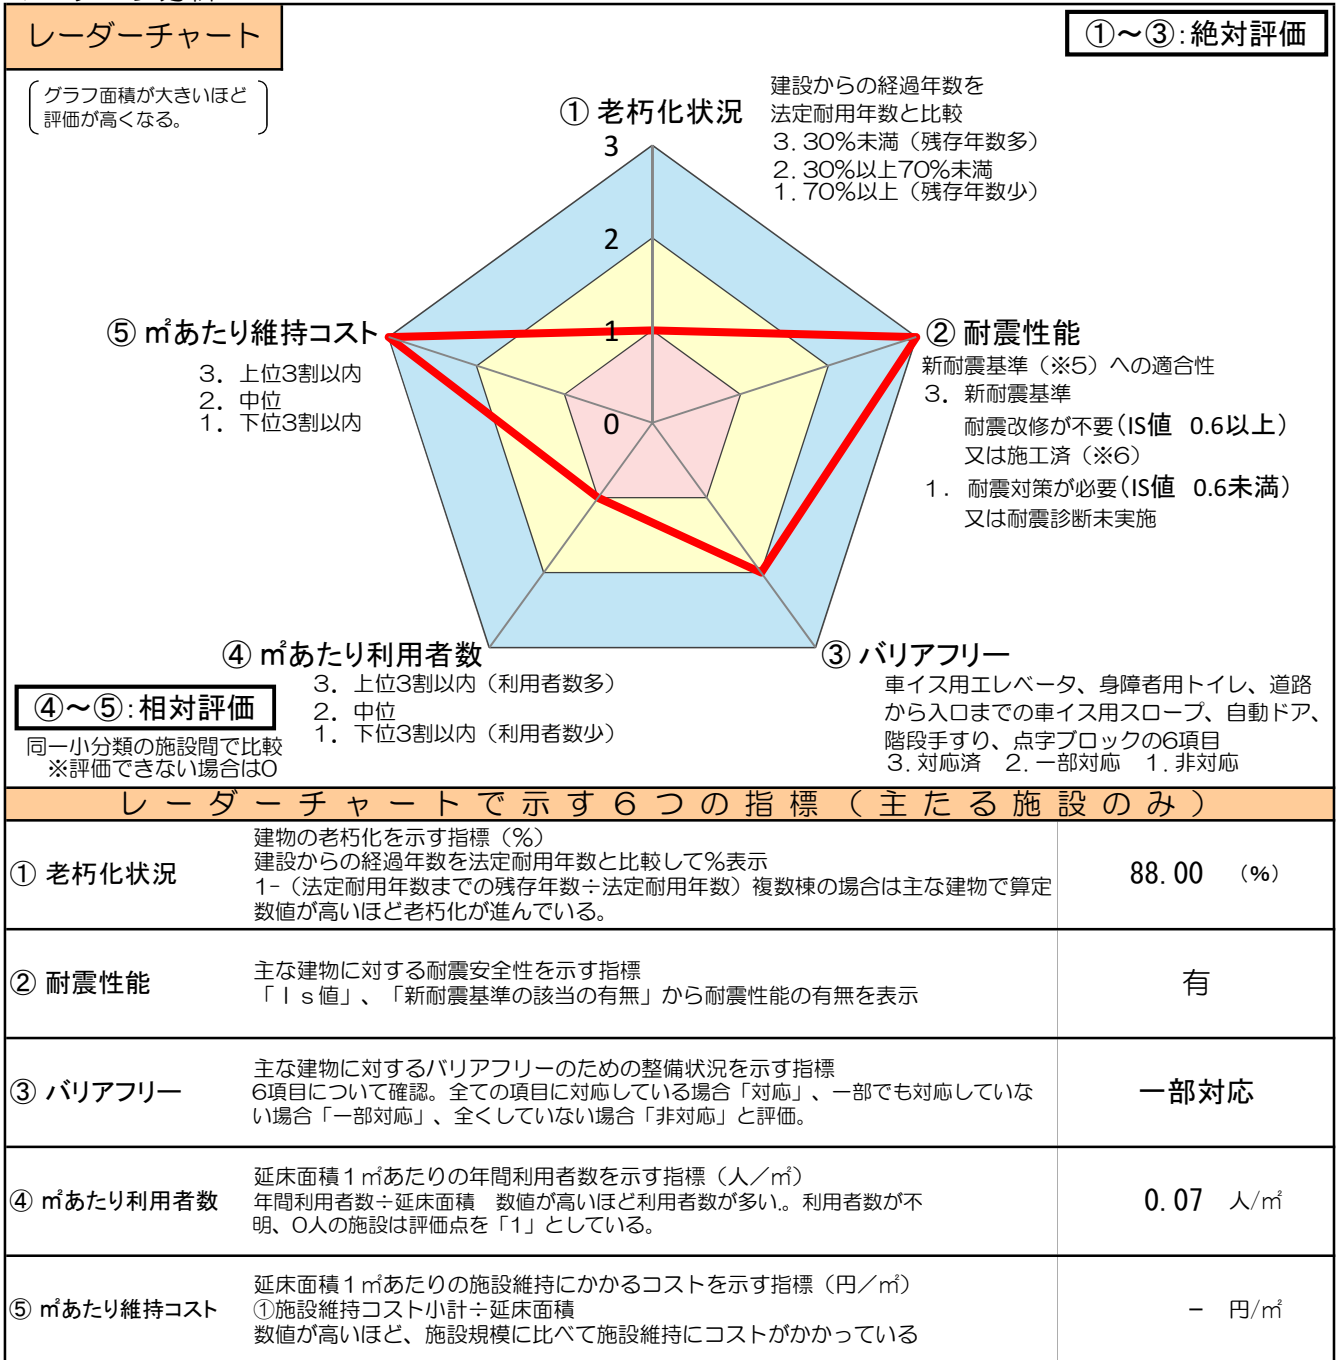 レーダーチャート
①～③:絶対評価
グラフ面積が大きいほど
評価が高くなる。
① 老朽化状況
建設からの経過年数を
法定耐用年数と比較
3.30%未満（残存年数多）
2.30%以上70%未満
1.70%以上（残存年数少）
3
2
1
0
⑤ ㎡あたり維持コスト
3. 上位3割以内
2. 中位
1. 下位3割以内
② 耐震性能
新耐震基準（※5）への適合性
3. 新耐震基準
耐震改修が不要(IS値 0.6以上)
又は施工済（※6）
1. 耐震対策が必要(IS値 0.6未満)
又は耐震診断未実施
④ ㎡あたり利用者数
3. 上位3割以内（利用者数多）
2. 中位
1. 下位3割以内（利用者数少）
③ バリアフリー
車イス用エレベータ、身障者用トイレ、道路
から入口までの車イス用スロープ、自動ドア、
階段手すり、点字ブロックの6項目
3.対応済 2.一部対応 1.非対応
④～⑤:相対評価
同一小分類の施設間で比較
※評価できない場合は0
レーダーチャートで示す6つの指標（主たる施設のみ）
① 老朽化状況
建物の老朽化を示す指標（%）
建設からの経過年数を法定耐用年数と比較して%表示
1-（法定耐用年数までの残存年数÷法定耐用年数）複数棟の場合は主な建物で算定
数値が高いほど老朽化が進んでいる。
88.00 （%）
② 耐震性能
主な建物に対する耐震安全性を示す指標
「Ｉｓ値」、「新耐震基準の該当の有無」から耐震性能の有無を表示
有
③ バリアフリー
主な建物に対するバリアフリーのための整備状況を示す指標
6項目について確認。全ての項目に対応している場合「対応」、一部でも対応していな
い場合「一部対応」、全くしていない場合「非対応」と評価。
一部対応
④ ㎡あたり利用者数
延床面積１㎡あたりの年間利用者数を示す指標（人／㎡）
年間利用者数÷延床面積 数値が高いほど利用者数が多い。利用者数が不
明、0人の施設は評価点を「1」としている。
0.07 人/㎡
⑤ ㎡あたり維持コスト
延床面積１㎡あたりの施設維持にかかるコストを示す指標（円／㎡）
①施設維持コスト小計÷延床面積
数値が高いほど、施設規模に比べて施設維持にコストがかかっている
- 円/㎡